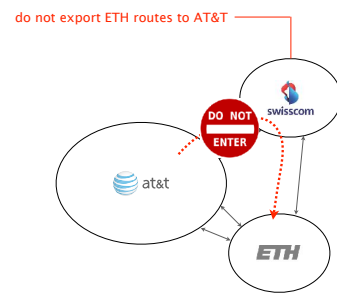 do not export ETH routes to AT&T
swisscom
DO NOT
ENTER
at&t
ETH